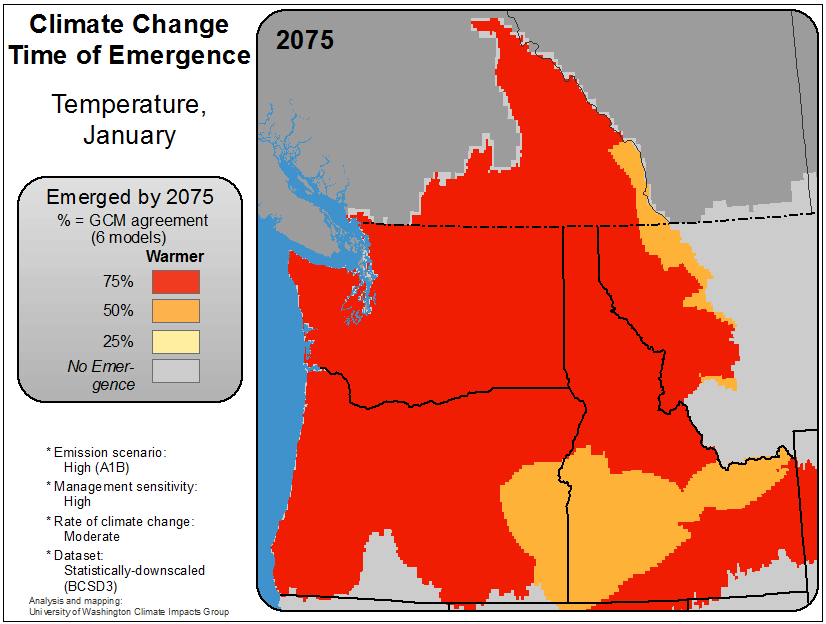 Climate Change
Time of Emergence
Temperature,
January
2075
Emerged by 2075
% = GCM agreement
(6 models)
Warmer
75%
50%
25%
No Emer-
gence
* Emission scenario:
High (A1B)
* Management sensitivity:
High
* Rate of climate change:
Moderate
* Dataset:
Statistically-downscaled
(BCSD3)
Analysis and mapping:
University of Washington Climate Impacts Group